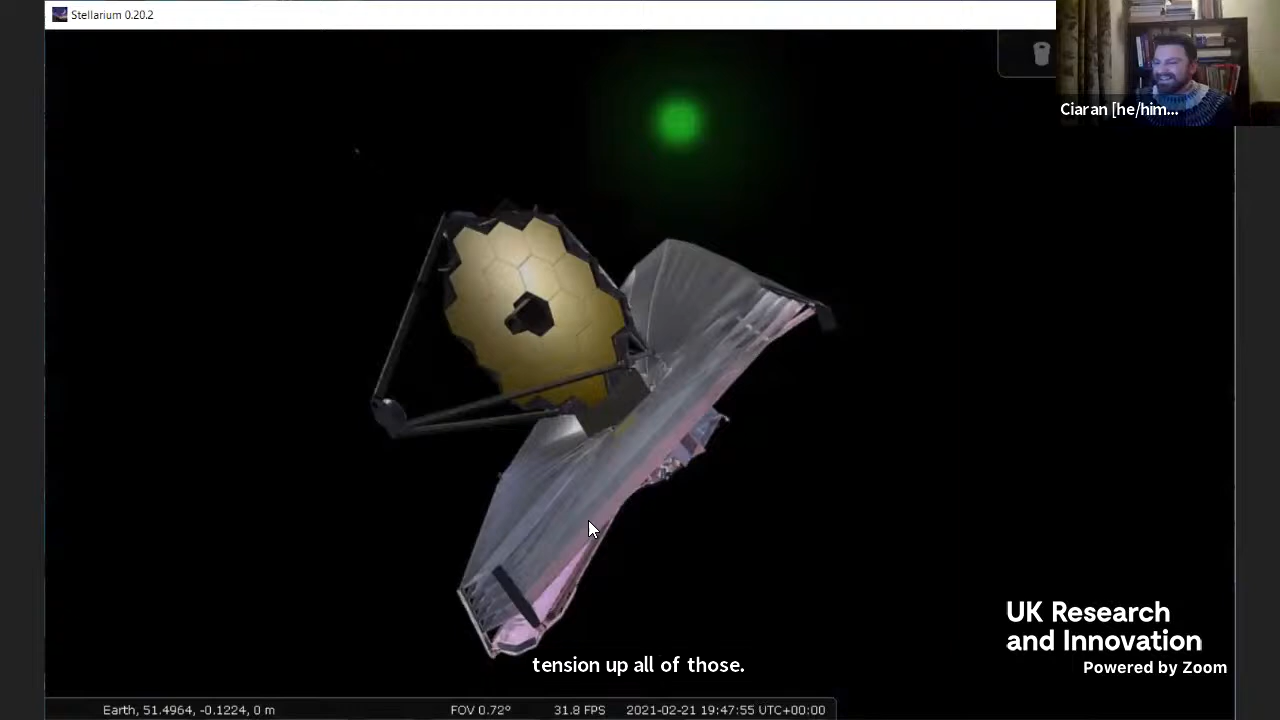 Stellarium 0.20.2
Ciaran [he/him...
UK Research
and Innovation
Powered by Zoom
tension up all of those.
Earth, 51.4964, -0.1224, 0 m FOV 0.72° 31.8 FPS 2021-02-21 19:47:55 UTC+00:00